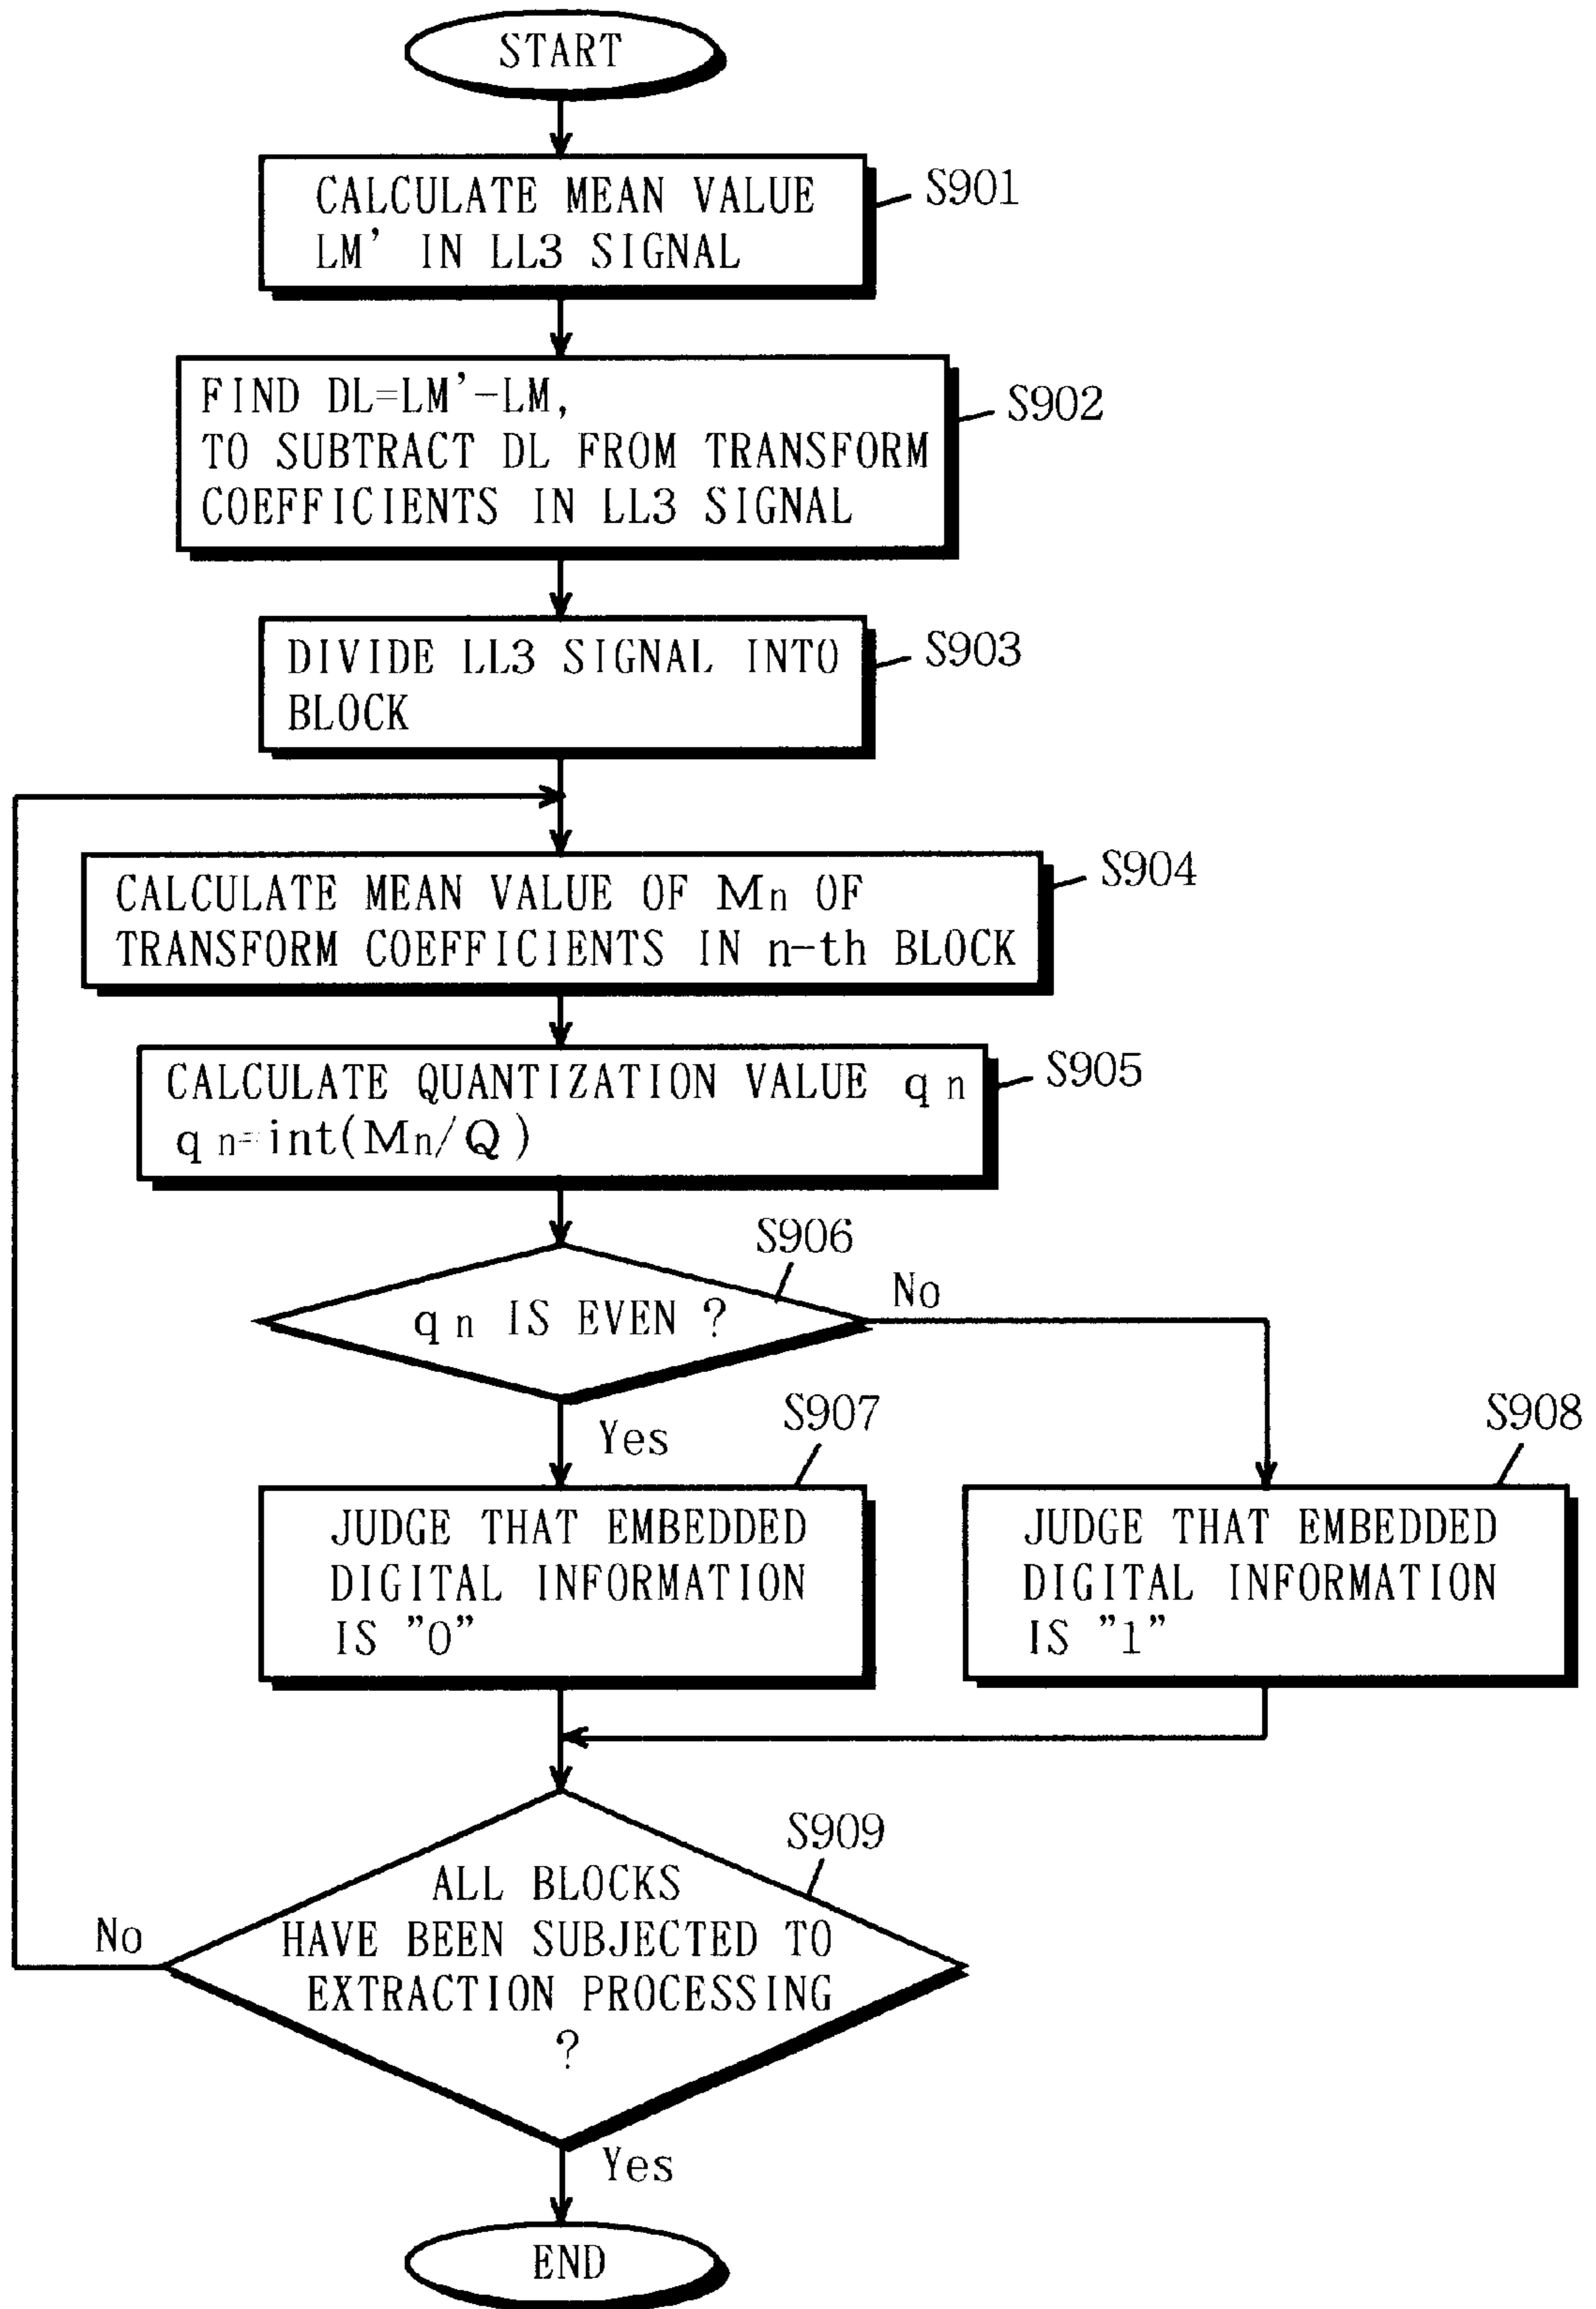 START
CALCULATE MEAN VALUE
LM' IN LL3 SIGNAL
S901
FIND DL=LM'-LM,
TO SUBTRACT DL FROM TRANSFORM
COEFFICIENTS IN LL3 SIGNAL
S902
DIVIDE LL3 SIGNAL INTO
BLOCK
S903
CALCULATE MEAN VALUE OF Mn OF
TRANSFORM COEFFICIENTS IN n-th BLOCK
S904
CALCULATE QUANTIZATION VALUE qn
qn=int(Mn/Q)
S905
S906
qn IS EVEN ?
No
Yes
S907
JUDGE THAT EMBEDDED
DIGITAL INFORMATION
IS "0"
S908
JUDGE THAT EMBEDDED
DIGITAL INFORMATION
IS "1"
S909
ALL BLOCKS
HAVE BEEN SUBJECTED TO
EXTRACTION PROCESSING
?
No
Yes
END